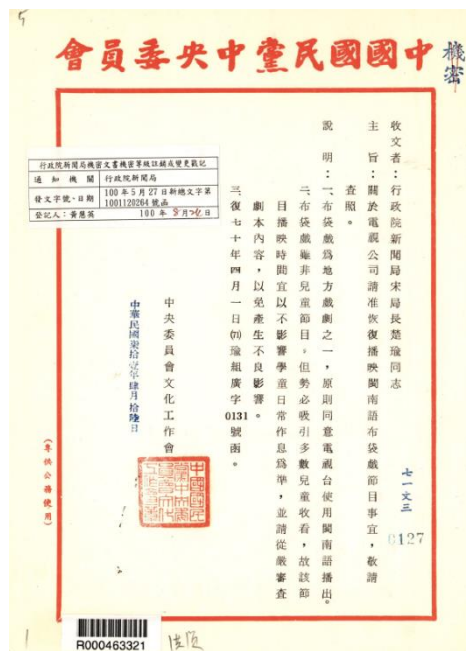 中國國民黨中央委員會
機密
收文者：行政院新聞局宋局長楚瑜同志
主旨：關於電視公司請准恢復播映閩南語布袋戲節目事宜，敬請
查照。
說明：一、布袋戲為地方戲劇之一，原則同意電視台使用閩南語播出。
二、布袋戲雖非兒童節目。但勢必吸引多數兒童收看，故該節
目播映時間宜以不影響學童日常作息為準，並請從嚴審查
劇本內容，以免產生不良影響。
三、復七十年四月一日(71)瑜組廣字0131號函。
中央委員會文化工作會
中華民國柒拾壹年肆月拾陸日
七一文三
0127
(專供公務使用)
行政院新聞局機密文書機密等級註銷或變更戳記
通知機關 行政院新聞局
發文字號、日期 100年5月27日新總文字第
1001120264號函
登記人：黃應英 100年8月26日
R000463321